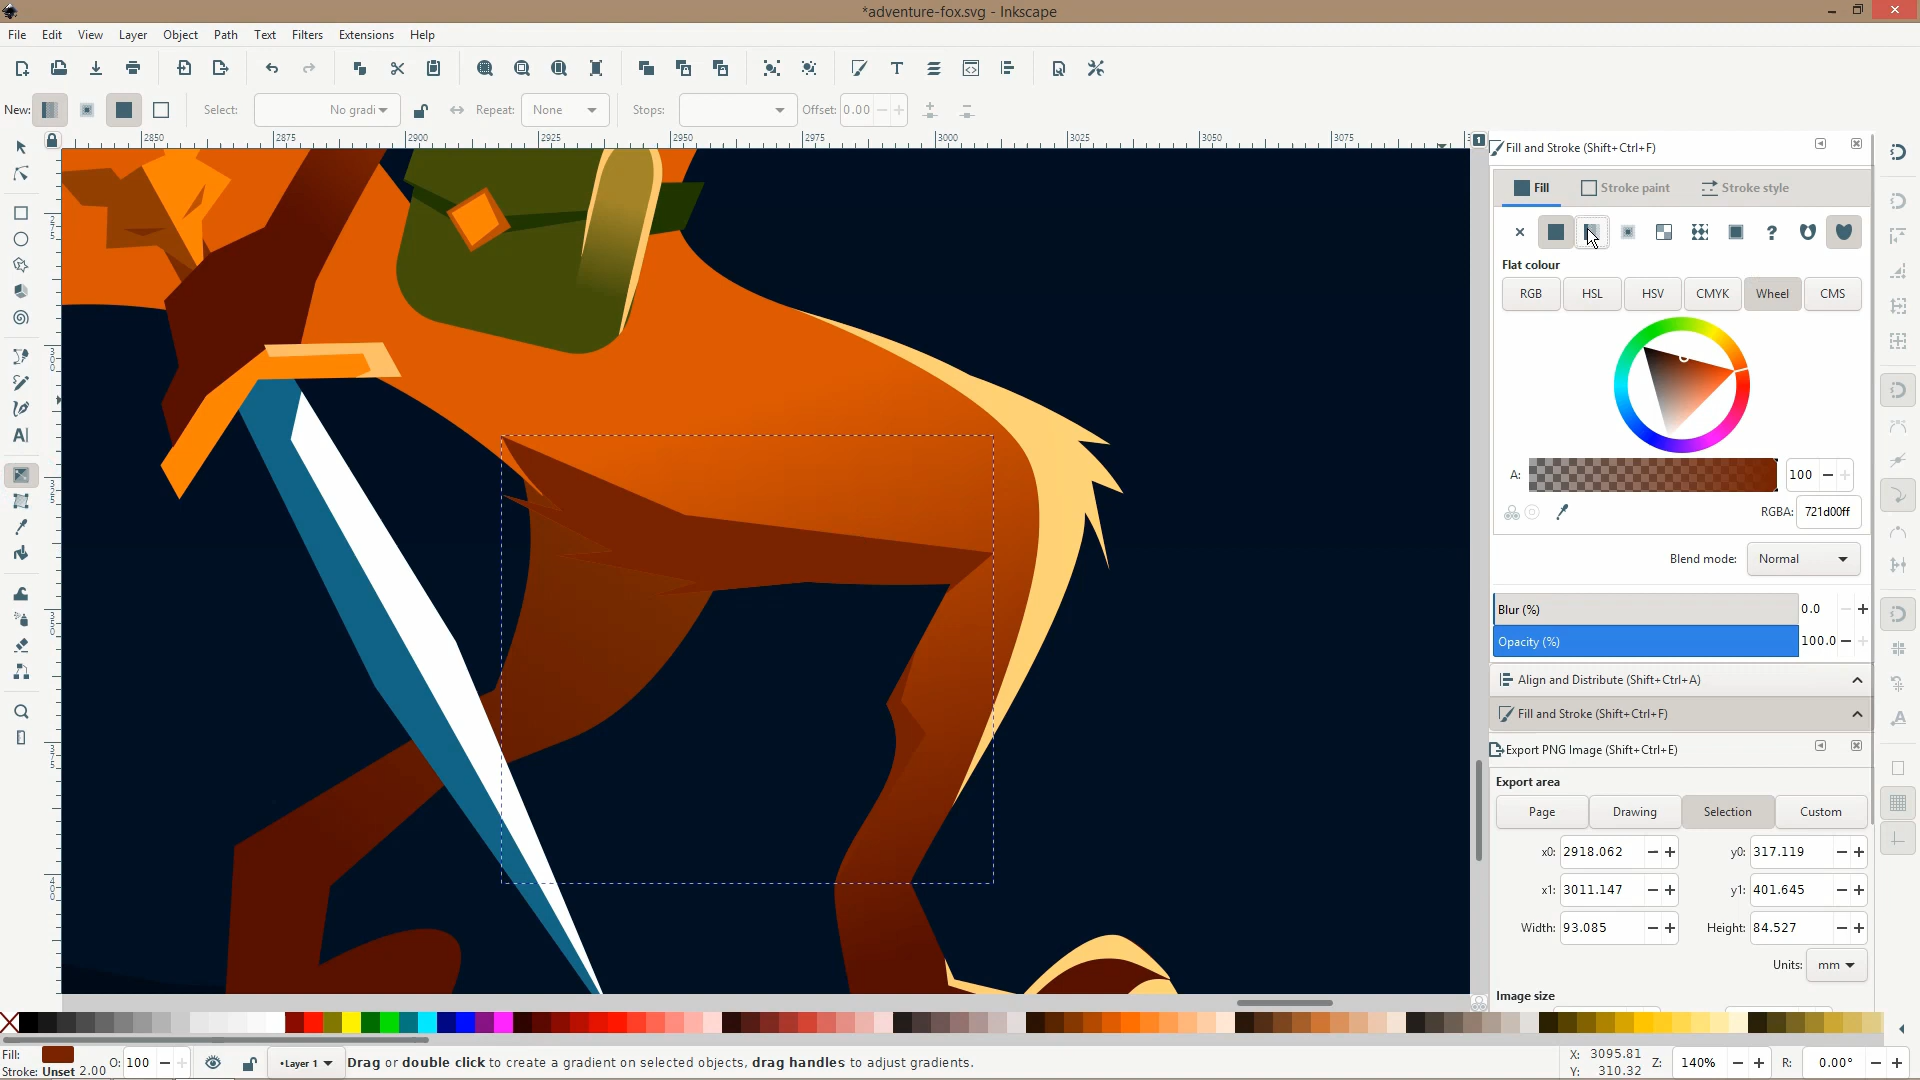 *adventure-fox.svg - Inkscape
File Edit View Layer Object Path Text Filters Extensions Help
New: Select: No gradi Repeat: None Stops: Offset: 0.00
2850 2875 2900 2925 2950 2975 3000 3025 3050 3075
1
Fill and Stroke (Shift+Ctrl+F)
Fill Stroke paint Stroke style
Flat colour
RGB HSL HSV CMYK Wheel CMS
A: 100
RGBA: 721d00ff
Blend mode: Normal
Blur (%) 0.0
Opacity (%) 100.0
Align and Distribute (Shift+Ctrl+A)
Fill and Stroke (Shift+Ctrl+F)
Export PNG Image (Shift+Ctrl+E)
Export area
Page Drawing Selection Custom
x0: 2918.062 y0: 317.119
x1: 3011.147 y1: 401.645
Width: 93.085 Height: 84.527
Units: mm
Image size
Fill: O: 100 •Layer 1 Drag or double click to create a gradient on selected objects, drag handles to adjust gradients. X: 3095.81 Z: 140% R: 0.00°
Stroke: Unset 2.00 Y: 310.32